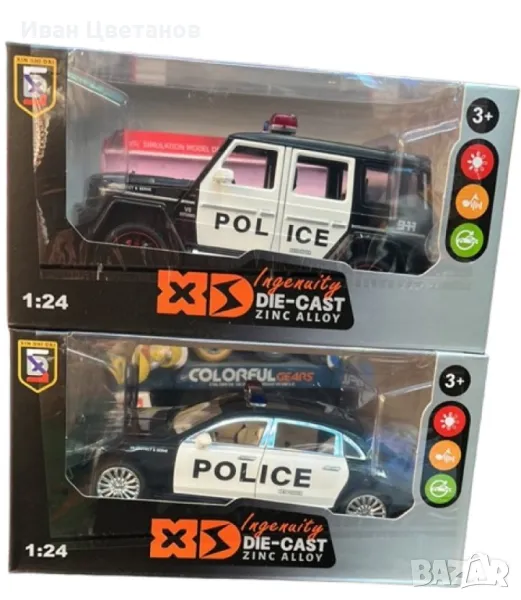 Иван Цветанов
3+
SIMULATION MODEL
POLICE
911
1:24
XS
Ingenuity
DIE-CAST
ZINC ALLOY
COLORFUL GEARS
3+
POLICE
1:24
XS
Ingenuity
DIE-CAST
ZINC ALLOY
BAZAR